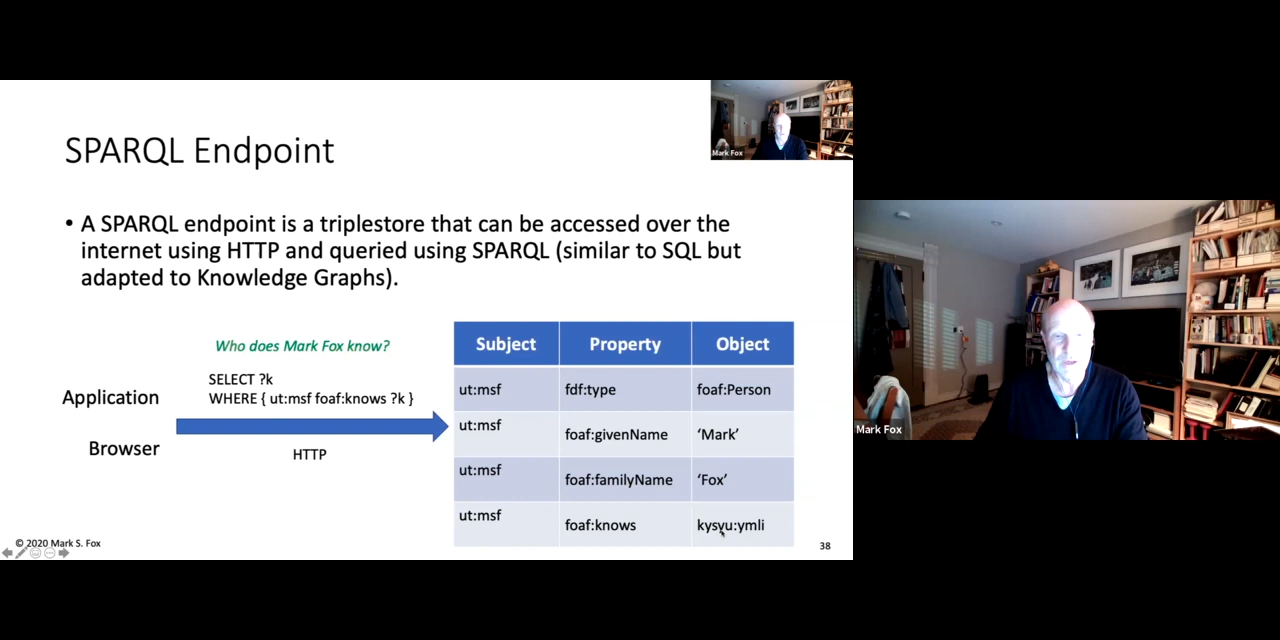 SPARQL Endpoint
Mark Fox
• A SPARQL endpoint is a triplestore that can be accessed over the
internet using HTTP and queried using SPARQL (similar to SQL but
adapted to Knowledge Graphs).
Who does Mark Fox know?
SELECT ?k
WHERE { ut:msf foaf:knows ?k }
Application
Browser
HTTP
Subject Property Object
ut:msf fdf:type foaf:Person
ut:msf foaf:givenName ‘Mark’
ut:msf foaf:familyName ‘Fox’
ut:msf foaf:knows kysyu:ymli
© 2020 Mark S. Fox
38
Mark Fox